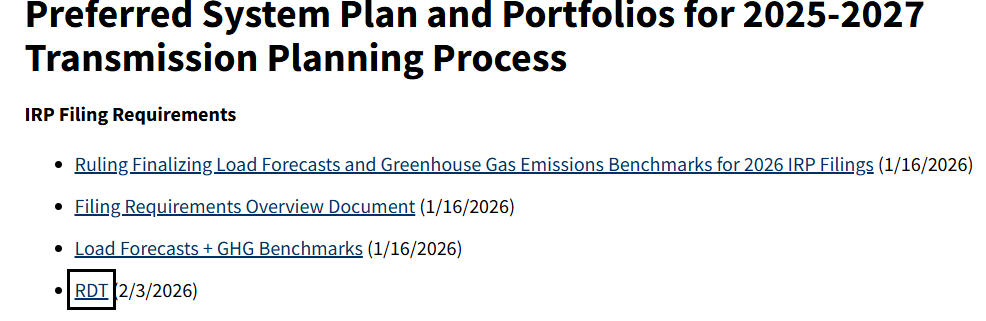 Preferred System Plan and Portfolios for 2025-2027
Transmission Planning Process
IRP Filing Requirements
• Ruling Finalizing Load Forecasts and Greenhouse Gas Emissions Benchmarks for 2026 IRP Filings (1/16/2026)
• Filing Requirements Overview Document (1/16/2026)
• Load Forecasts + GHG Benchmarks (1/16/2026)
• RDT (2/3/2026)